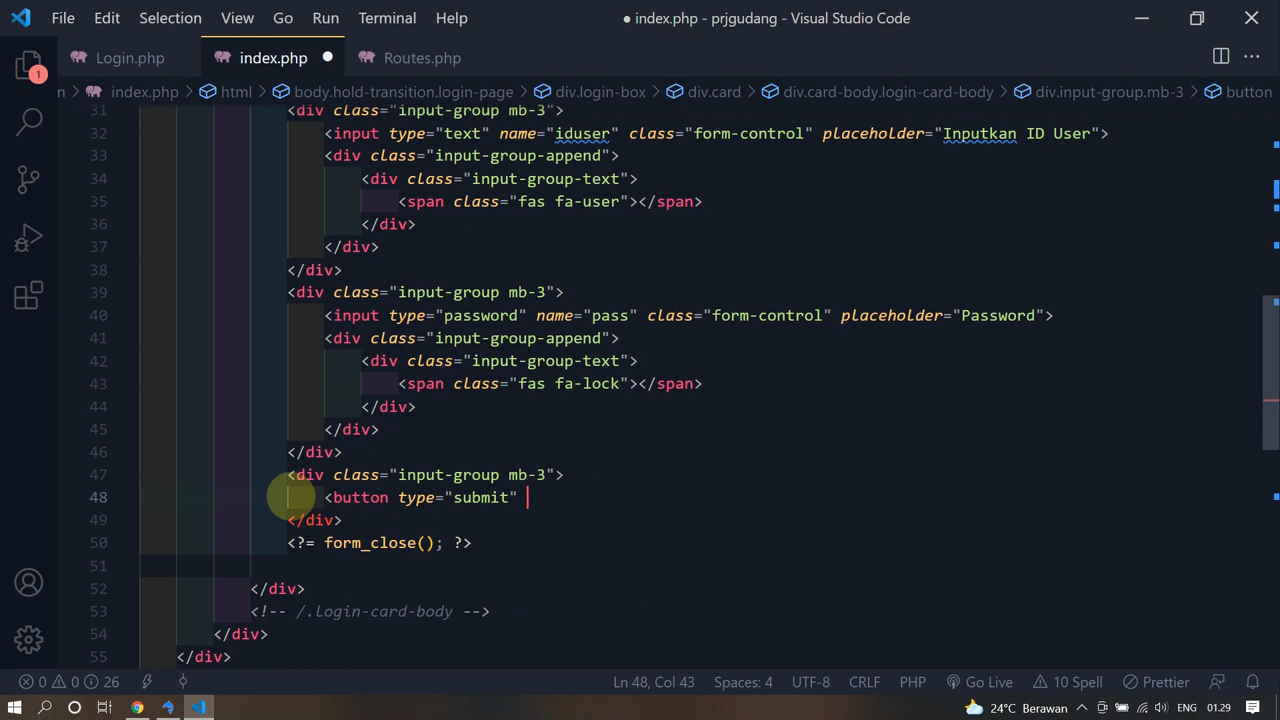 File Edit Selection View Go Run Terminal Help ● index.php - prjgudang - Visual Studio Code
Login.php index.php ● Routes.php
1
n > index.php > html > body.hold-transition.login-page > div.login-box > div.card > div.card-body.login-card-body > div.input-group.mb-3 > button
31 <div class="input-group mb-3">
32 <input type="text" name="iduser" class="form-control" placeholder="Inputkan ID User">
33 <div class="input-group-append">
34 <div class="input-group-text">
35 <span class="fas fa-user"></span>
36 </div>
37 </div>
38 </div>
39 <div class="input-group mb-3">
40 <input type="password" name="pass" class="form-control" placeholder="Password">
41 <div class="input-group-append">
42 <div class="input-group-text">
43 <span class="fas fa-lock"></span>
44 </div>
45 </div>
46 </div>
47 <div class="input-group mb-3">
48 <button type="submit"
49 </div>
50 <?= form_close(); ?>
51
52 </div>
53 <!-- /.login-card-body -->
54 </div>
55 </div>
0 0 26 Ln 48, Col 43 Spaces: 4 UTF-8 CRLF PHP Go Live 10 Spell Prettier
24°C Berawan ENG 01.29